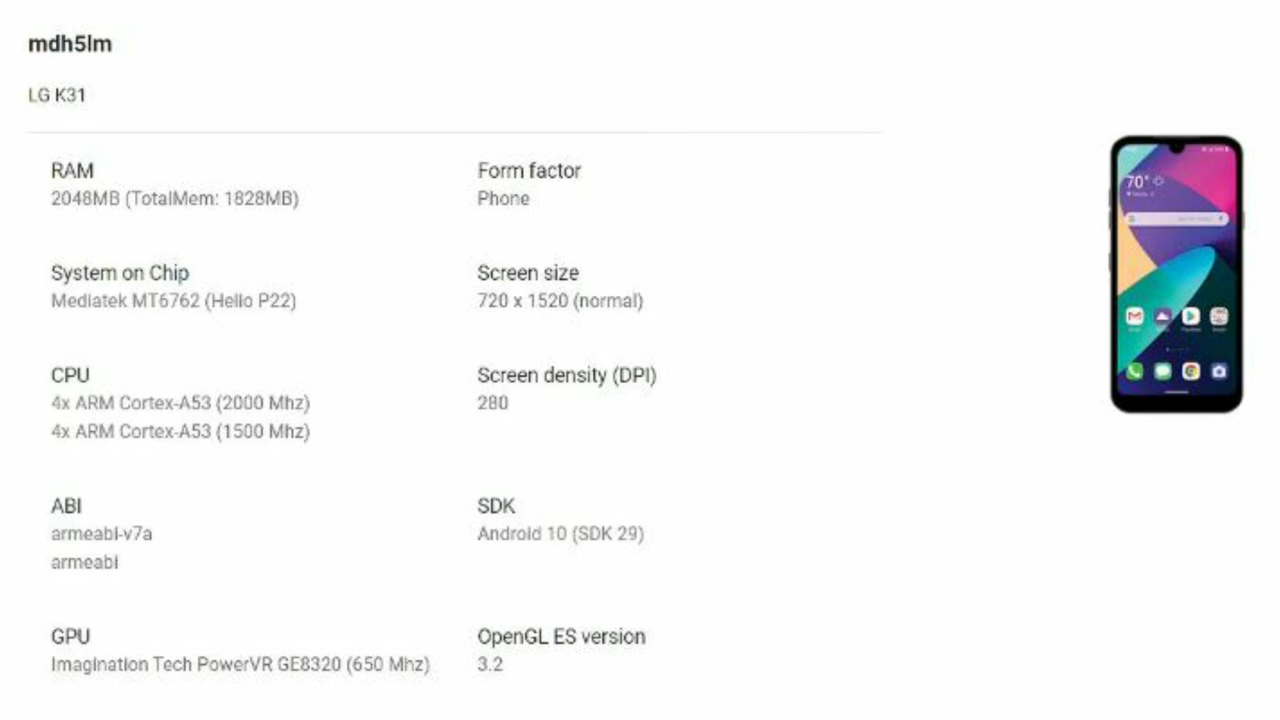 mdh5lm
LG K31
RAM
2048MB (TotalMem: 1828MB)
Form factor
Phone
System on Chip
Mediatek MT6762 (Helio P22)
Screen size
720 x 1520 (normal)
CPU
4x ARM Cortex-A53 (2000 Mhz)
4x ARM Cortex-A53 (1500 Mhz)
Screen density (DPI)
280
ABI
armeabi-v7a
armeabi
SDK
Android 10 (SDK 29)
GPU
Imagination Tech PowerVR GE8320 (650 Mhz)
OpenGL ES version
3.2
70°